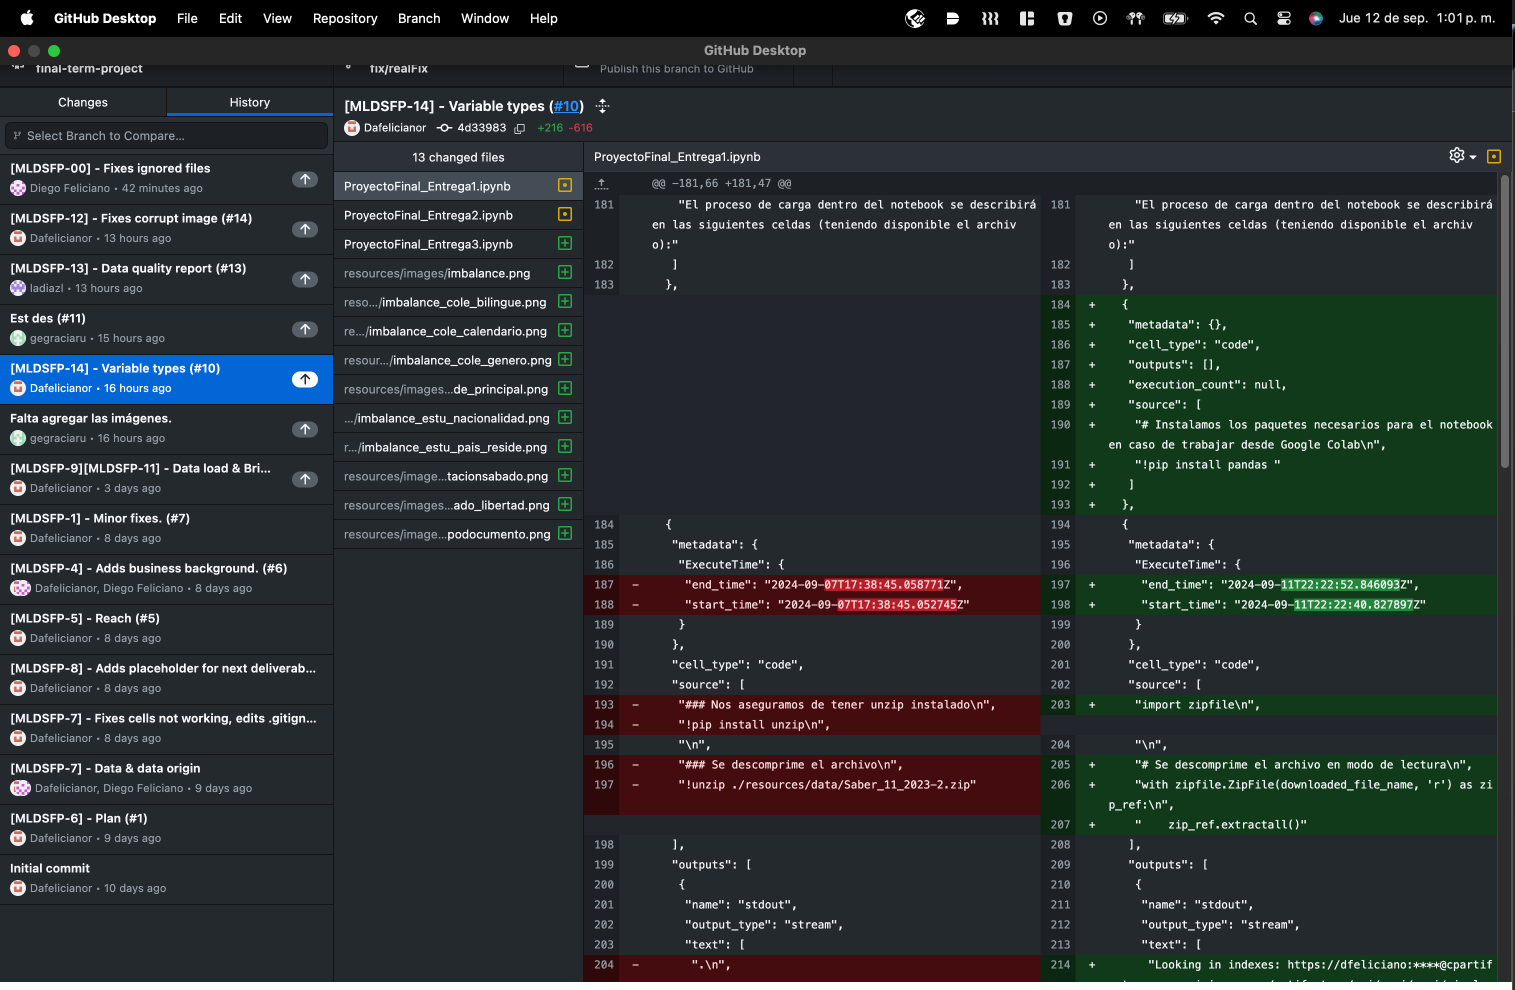 GitHub Desktop File Edit View Repository Branch Window Help
Jue 12 de sep. 1:01 p. m.
GitHub Desktop
final-term-project
fix/realFix
Publish this branch to GitHub
Changes
History
Select Branch to Compare...
[MLDSFP-00] - Fixes ignored files
Diego Feliciano • 42 minutes ago
[MLDSFP-12] - Fixes corrupt image (#14)
Dafelicianor • 13 hours ago
[MLDSFP-13] - Data quality report (#13)
ladiazl • 13 hours ago
Est des (#11)
gegraciaru • 15 hours ago
[MLDSFP-14] - Variable types (#10)
Dafelicianor • 16 hours ago
Falta agregar las imágenes.
gegraciaru • 16 hours ago
[MLDSFP-9][MLDSFP-11] - Data load & Bri...
Dafelicianor • 3 days ago
[MLDSFP-1] - Minor fixes. (#7)
Dafelicianor • 8 days ago
[MLDSFP-4] - Adds business background. (#6)
Dafelicianor, Diego Feliciano • 8 days ago
[MLDSFP-5] - Reach (#5)
Dafelicianor • 8 days ago
[MLDSFP-8] - Adds placeholder for next deliverab...
Dafelicianor • 8 days ago
[MLDSFP-7] - Fixes cells not working, edits .gitign...
Dafelicianor • 8 days ago
[MLDSFP-7] - Data & data origin
Dafelicianor, Diego Feliciano • 9 days ago
[MLDSFP-6] - Plan (#1)
Dafelicianor • 9 days ago
Initial commit
Dafelicianor • 10 days ago
[MLDSFP-14] - Variable types (#10)
Dafelicianor 4d33983 +216 -616
13 changed files
ProyectoFinal_Entrega1.ipynb
ProyectoFinal_Entrega2.ipynb
ProyectoFinal_Entrega3.ipynb
resources/images/imbalance.png
reso.../imbalance_cole_bilingue.png
re.../imbalance_cole_calendario.png
resour.../imbalance_cole_genero.png
resources/images...de_principal.png
.../imbalance_estu_nacionalidad.png
r.../imbalance_estu_pais_reside.png
resources/image...tacionsabado.png
resources/images...ado_libertad.png
resources/image...podocumento.png
ProyectoFinal_Entrega1.ipynb
@@ -181,66 +181,47 @@
181 "El proceso de carga dentro del notebook se describirá
en las siguientes celdas (teniendo disponible el archiv
o):"
182 ]
183 },
184 {
185 "metadata": {
186 "ExecuteTime": {
187 - "end_time": "2024-09-07T17:38:45.058771Z",
188 - "start_time": "2024-09-07T17:38:45.052745Z"
189 }
190 },
191 "cell_type": "code",
192 "source": [
193 - "### Nos aseguramos de tener unzip instalado\n",
194 - "!pip install unzip\n",
195 "\n",
196 - "### Se descomprime el archivo\n",
197 - "!unzip ./resources/data/Saber_11_2023-2.zip"
198 ],
199 "outputs": [
200 {
201 "name": "stdout",
202 "output_type": "stream",
203 "text": [
204 - ".\n",
181 "El proceso de carga dentro del notebook se describirá
en las siguientes celdas (teniendo disponible el archiv
o):"
182 ]
183 },
184 + {
185 + "metadata": {},
186 + "cell_type": "code",
187 + "outputs": [],
188 + "execution_count": null,
189 + "source": [
190 + "# Instalamos los paquetes necesarios para el notebook
en caso de trabajar desde Google Colab\n",
191 + "!pip install pandas "
192 + ]
193 + },
194 {
195 "metadata": {
196 "ExecuteTime": {
197 + "end_time": "2024-09-11T22:22:52.846093Z",
198 + "start_time": "2024-09-11T22:22:40.827897Z"
199 }
200 },
201 "cell_type": "code",
202 "source": [
203 + "import zipfile\n",
204 "\n",
205 + "# Se descomprime el archivo en modo de lectura\n",
206 + "with zipfile.ZipFile(downloaded_file_name, 'r') as zi
p_ref:\n",
207 + " zip_ref.extractall()"
208 ],
209 "outputs": [
210 {
211 "name": "stdout",
212 "output_type": "stream",
213 "text": [
214 + "Looking in indexes: https://dfeliciano:****@cpartif